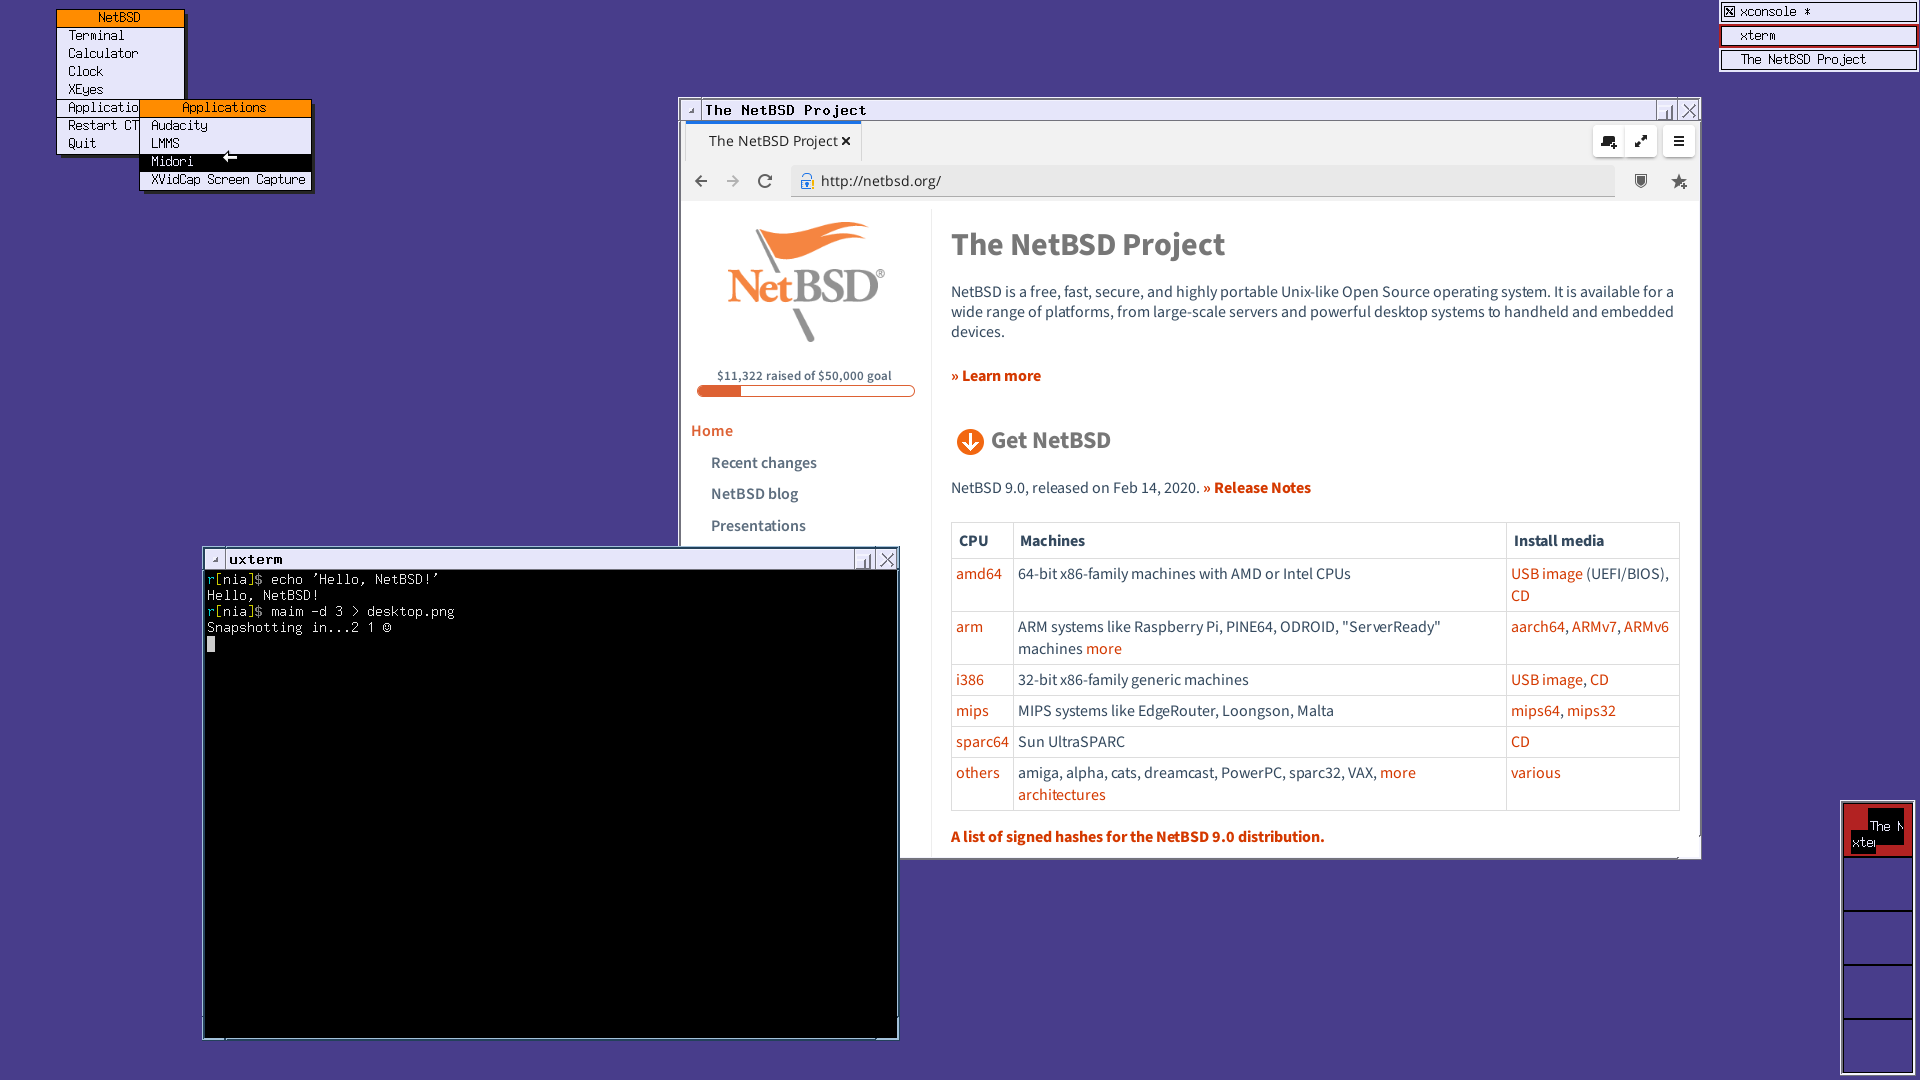 NetBSD
Terminal
Calculator
Clock
XEyes
Applicatio
Restart CT
Quit
Applications
Audacity
LMMS
Midori
XVidCap Screen Capture
xconsole *
xterm
The NetBSD Project
The NetBSD Project
The NetBSD Project
http://netbsd.org/
NetBSD®
$11,322 raised of $50,000 goal
Home
Recent changes
NetBSD blog
Presentations
The NetBSD Project
NetBSD is a free, fast, secure, and highly portable Unix-like Open Source operating system. It is available for a
wide range of platforms, from large-scale servers and powerful desktop systems to handheld and embedded
devices.
» Learn more
Get NetBSD
NetBSD 9.0, released on Feb 14, 2020. » Release Notes
CPU Machines Install media
amd64 64-bit x86-family machines with AMD or Intel CPUs USB image (UEFI/BIOS),
CD
arm ARM systems like Raspberry Pi, PINE64, ODROID, "ServerReady" aarch64, ARMv7, ARMv6
machines more
i386 32-bit x86-family generic machines USB image, CD
mips MIPS systems like EdgeRouter, Loongson, Malta mips64, mips32
sparc64 Sun UltraSPARC CD
others amiga, alpha, cats, dreamcast, PowerPC, sparc32, VAX, more various
architectures
A list of signed hashes for the NetBSD 9.0 distribution.
uxterm
r[nia]$ echo 'Hello, NetBSD!'
Hello, NetBSD!
r[nia]$ maim -d 3 > desktop.png
Snapshotting in...2 1 ☺
The N
xter